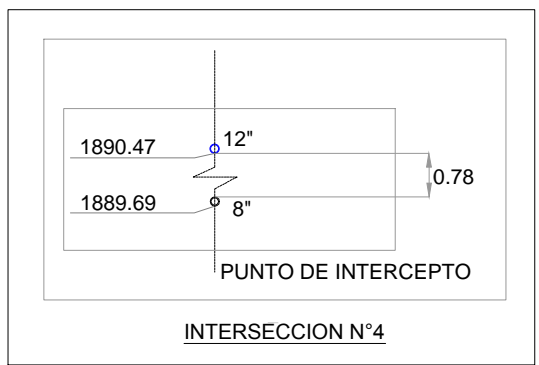 12"
1890.47
0.78
1889.69
8"
PUNTO DE INTERCEPTO
INTERSECCION N°4